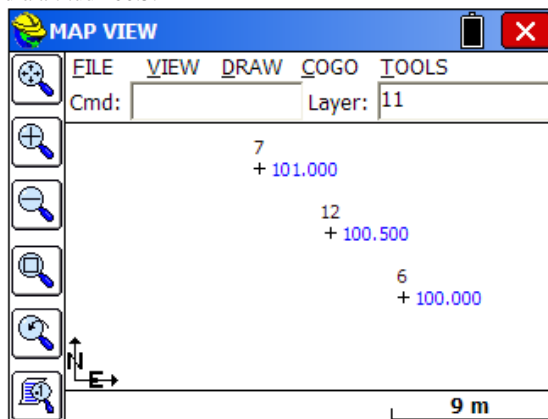 MAP VIEW
FILE VIEW DRAW COGO TOOLS
Cmd: Layer: 11
7
101.000
12
100.500
6
100.000
N
E
9 m